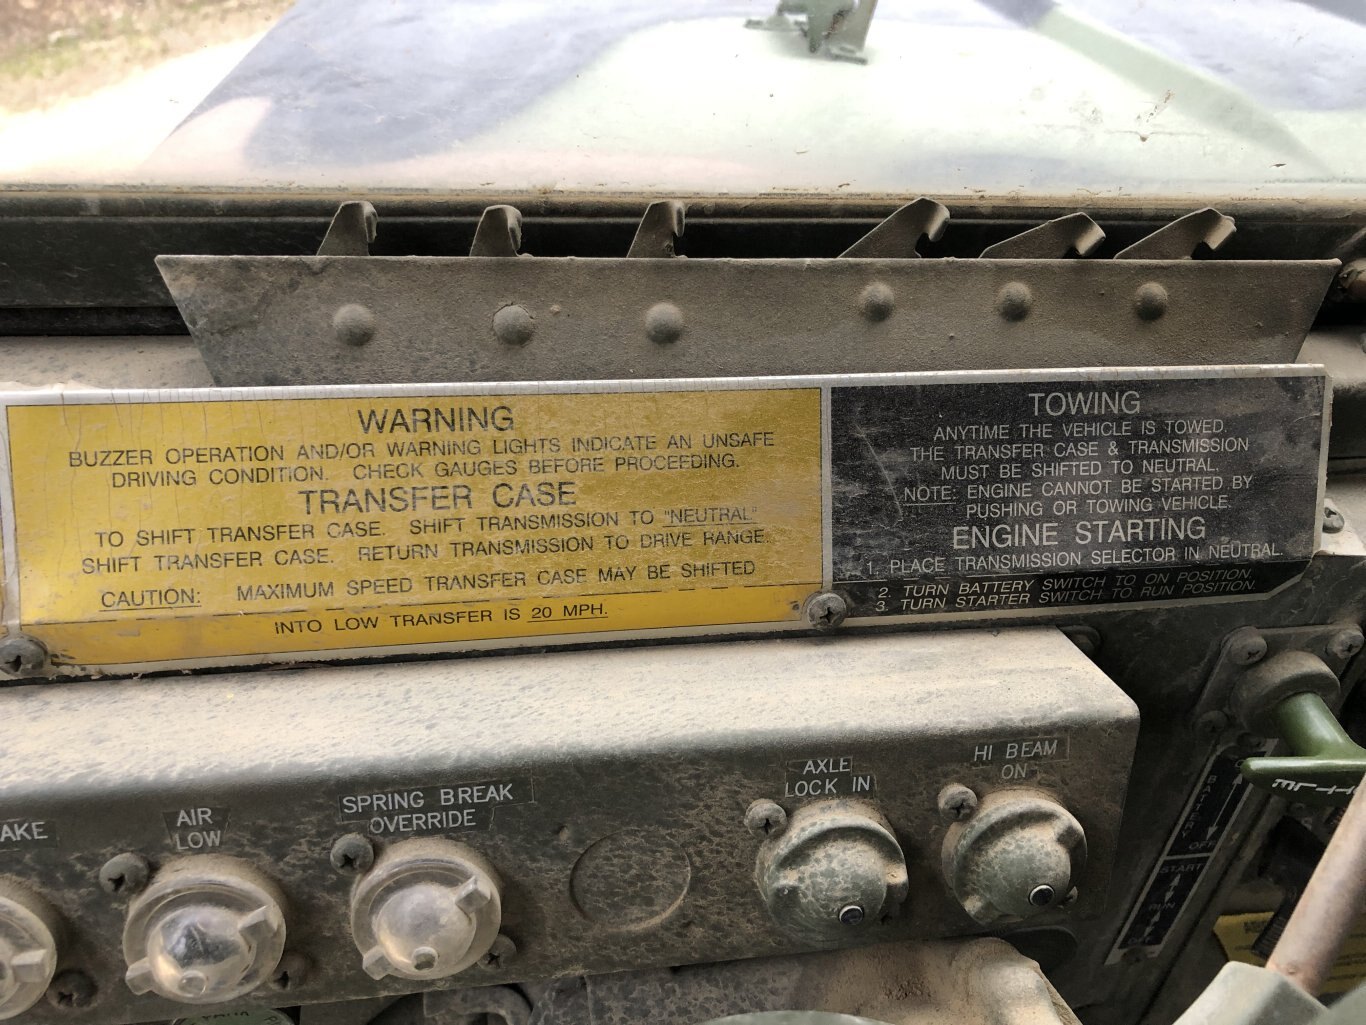 WARNING
BUZZER OPERATION AND/OR WARNING LIGHTS INDICATE AN UNSAFE
DRIVING CONDITION. CHECK GAUGES BEFORE PROCEEDING.
TRANSFER CASE
TO SHIFT TRANSFER CASE. SHIFT TRANSMISSION TO "NEUTRAL"
SHIFT TRANSFER CASE. RETURN TRANSMISSION TO DRIVE RANGE.
CAUTION: MAXIMUM SPEED TRANSFER CASE MAY BE SHIFTED
INTO LOW TRANSFER IS 20 MPH.
TOWING
ANYTIME THE VEHICLE IS TOWED.
THE TRANSFER CASE & TRANSMISSION
MUST BE SHIFTED TO NEUTRAL.
NOTE: ENGINE CANNOT BE STARTED BY
PUSHING OR TOWING VEHICLE.
ENGINE STARTING
1. PLACE TRANSMISSION SELECTOR IN NEUTRAL.
2. TURN BATTERY SWITCH TO ON POSITION.
3. TURN STARTER SWITCH TO RUN POSITION.
AKE
AIR
LOW
SPRING BREAK
OVERRIDE
AXLE
LOCK IN
HI BEAM
ON
BATTERY
OFF
START
RUN